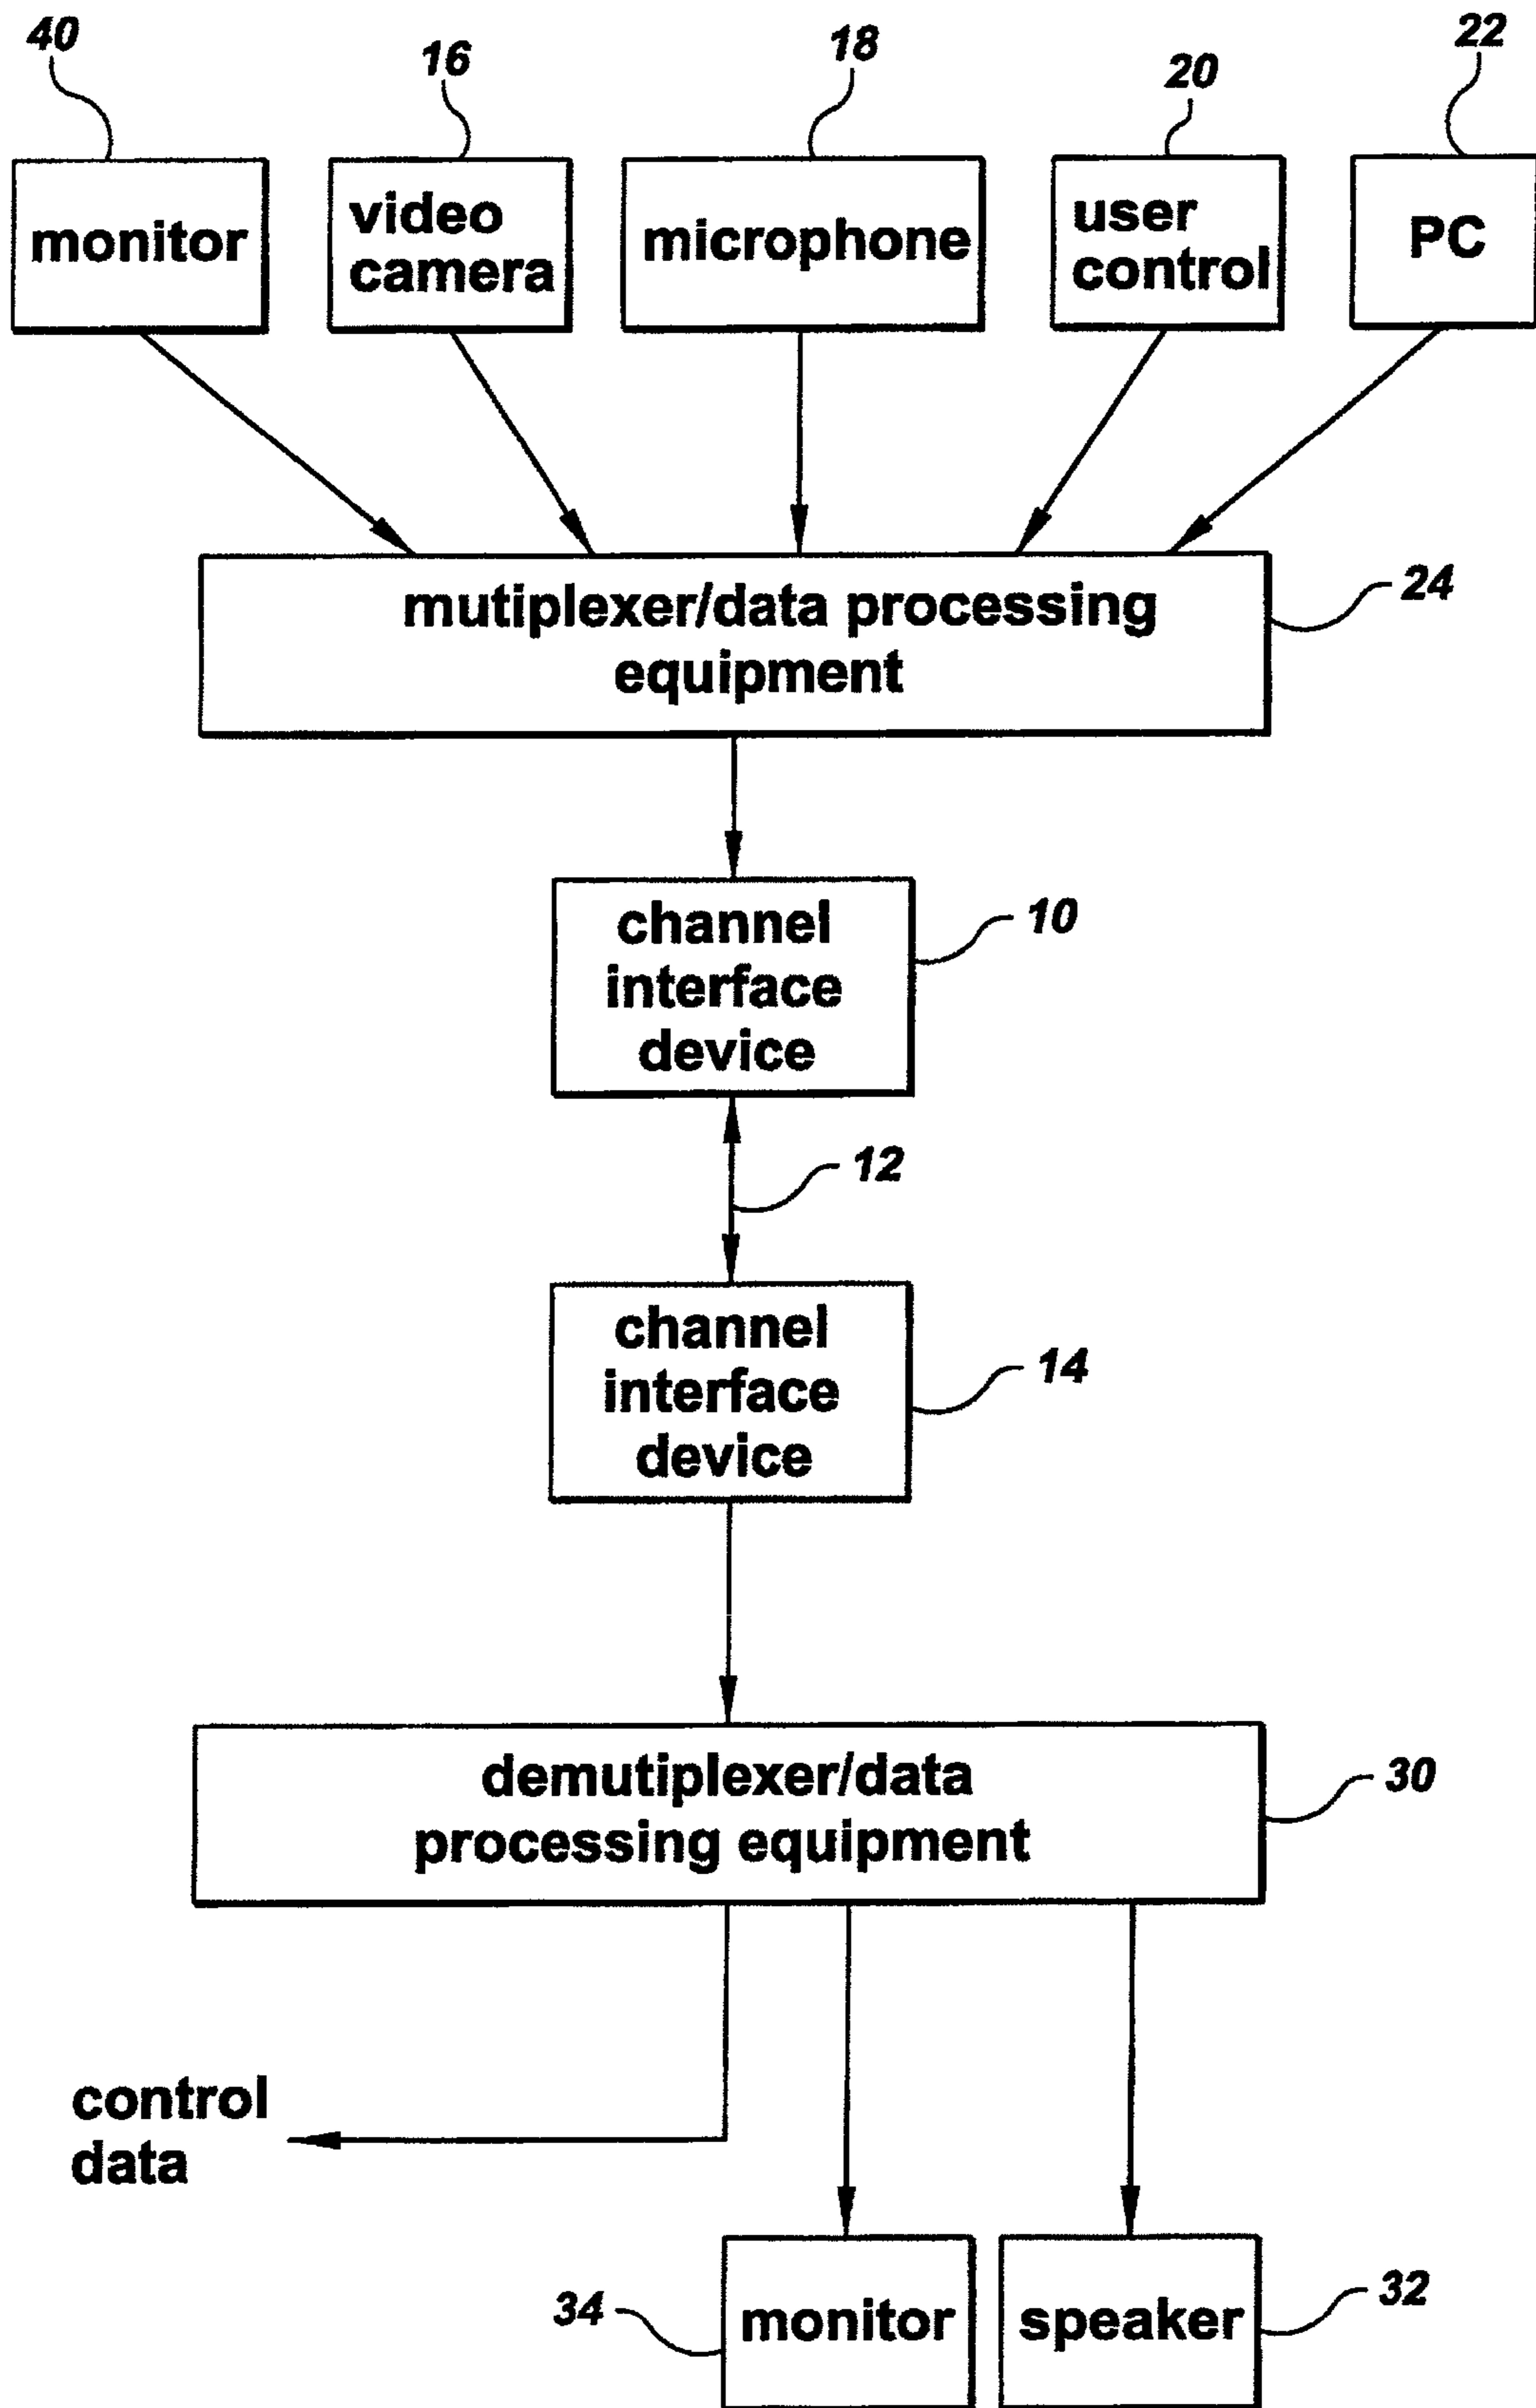 40
16
18
20
22
monitor
video
camera
microphone
user
control
PC
mutiplexer/data processing
equipment
24
channel
interface
device
10
12
channel
interface
device
14
demutiplexer/data
processing equipment
30
control
data
34
monitor
speaker
32